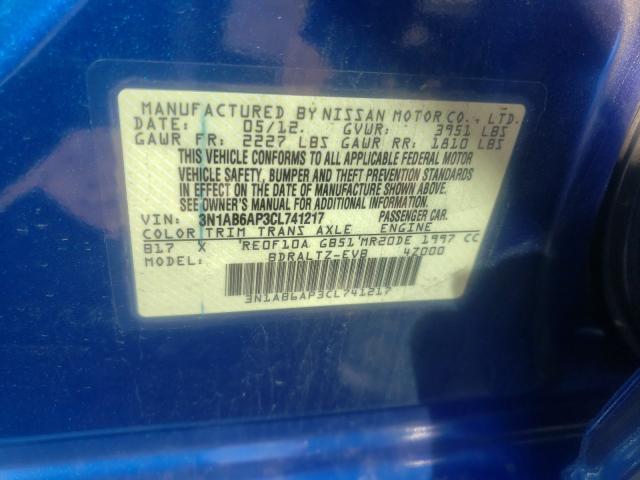 MANUFACTURED BY NISSAN MOTOR CO., LTD.
DATE: 05/12. GVWR: 3951 LBS
GAWR FR: 2227 LBS GAWR RR: 1810 LBS
THIS VEHICLE CONFORMS TO ALL APPLICABLE FEDERAL MOTOR
VEHICLE SAFETY, BUMPER AND THEFT PREVENTION STANDARDS
IN EFFECT ON THE DATE OF MANUFACTURE SHOWN ABOVE.
SEE OWNER'S MANUAL FOR ADDITIONAL INFORMATION.
VIN: 3N1AB6AP3CL741217 PASSENGER CAR.
COLOR TRIM TRANS AXLE ENGINE
B17 X RE0F10A GB51 MR20DE 1997 CC
MODEL: BDRALTZ-EVB 4Z000
3N1AB6AP3CL741217